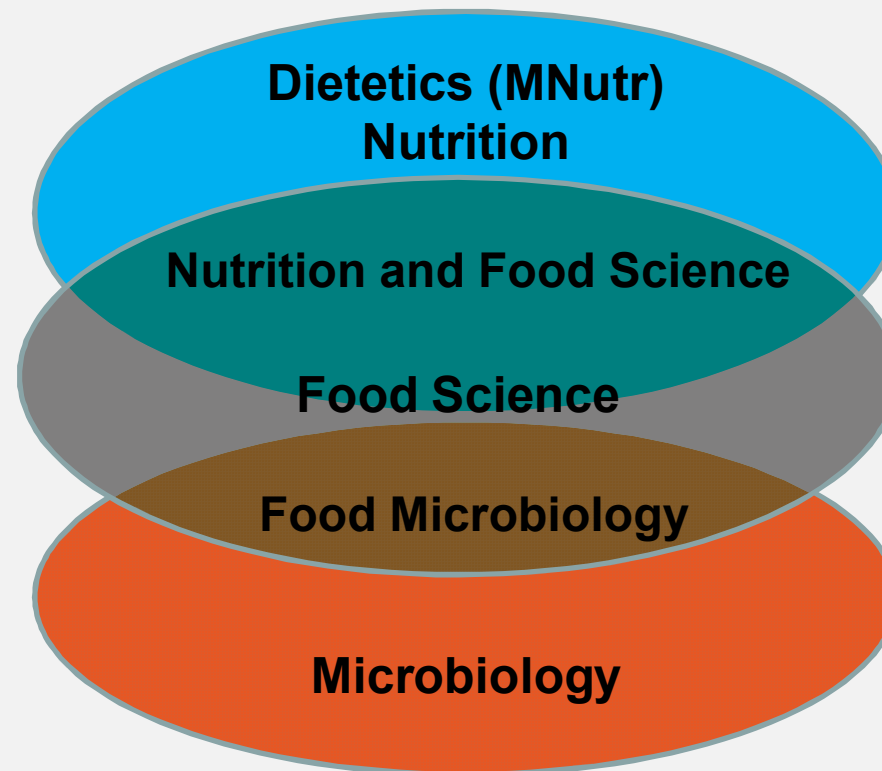 Dietetics (MNutr)
Nutrition
Nutrition and Food Science
Food Science
Food Microbiology
Microbiology